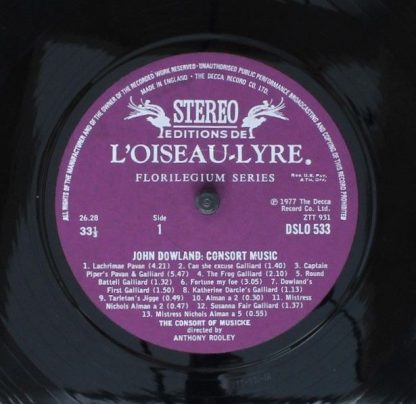 ALL RIGHTS OF THE MANUFACTURER AND OF THE OWNER OF THE RECORDED WORK RESERVED · UNAUTHORISED PUBLIC PERFORMANCE BROADCASTING AND COPYING OF THIS RECORD PROHIBITED
MADE IN ENGLAND · THE DECCA RECORD CO. LTD.
STEREO
EDITIONS DE
L'OISEAU-LYRE®
FLORILEGIUM SERIES
REG. U.S. PAT. & TM. OFF.
℗ 1977 The Decca
Record Co. Ltd.
26.28
Side
ZTT 931
33⅓
1
DSLO 533
JOHN DOWLAND: CONSORT MUSIC
1. Lachrimae Pavan (4.21) 2. Can she excuse Galliard (1.40) 3. Captain
Piper's Pavan & Galliard (5.47) 4. The Frog Galliard (2.10) 5. Round
Battell Galliard (1.32) 6. Fortune my foe (3.05) 7. Dowland's
First Galliard (1.50) 8. Katherine Darcie's Galliard (1.13)
9. Tarleton's Jigge (0.49) 10. Alman a 2 (0.30) 11. Mistress
Nichols Alman a 2 (0.47) 12. Susanna Fair Galliard (1.37)
13. Mistress Nichols Alman a 5 (0.55)
THE CONSORT OF MUSICKE
directed by
ANTHONY ROOLEY